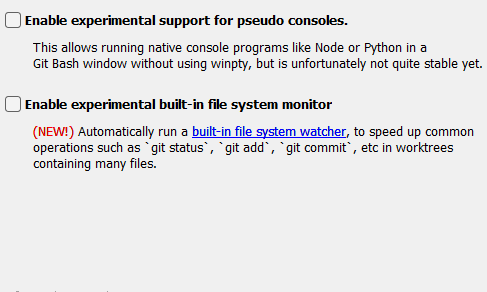 Enable experimental support for pseudo consoles.
This allows running native console programs like Node or Python in a
Git Bash window without using winpty, but is unfortunately not quite stable yet.
Enable experimental built-in file system monitor
(NEW!) Automatically run a built-in file system watcher, to speed up common
operations such as `git status`, `git add`, `git commit`, etc in worktrees
containing many files.